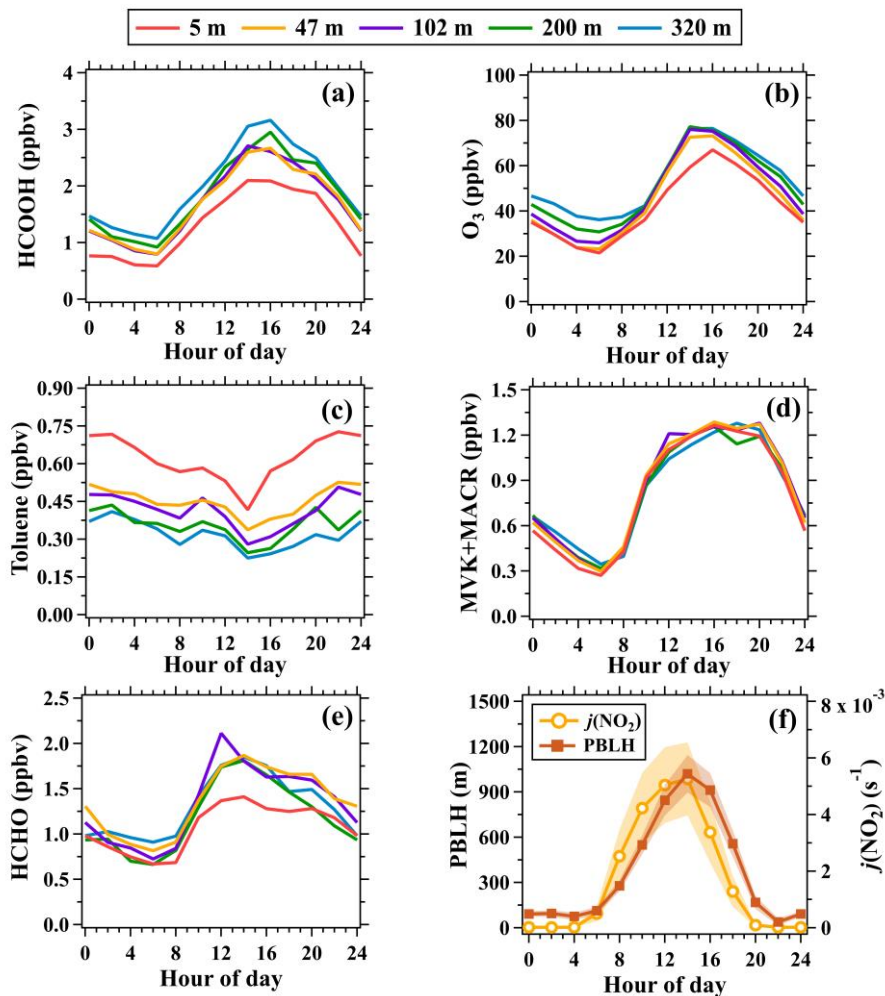 5 m 47 m 102 m 200 m 320 m
(a)
HCOOH (ppbv)
4
3
2
1
0
0 4 8 12 16 20 24
Hour of day
(b)
O3 (ppbv)
100
80
60
40
20
0
0 4 8 12 16 20 24
Hour of day
(c)
Toluene (ppbv)
0.90
0.75
0.60
0.45
0.30
0.15
0.00
0 4 8 12 16 20 24
Hour of day
(d)
MVK+MACR (ppbv)
1.5
1.2
0.9
0.6
0.3
0.0
0 4 8 12 16 20 24
Hour of day
(e)
HCHO (ppbv)
2.5
2.0
1.5
1.0
0.5
0.0
0 4 8 12 16 20 24
Hour of day
(f)
j(NO2)
PBLH
PBLH (m)
1500
1200
900
600
300
0
8 x 10⁻³
6
4
2
0
j(NO2) (s⁻¹)
0 4 8 12 16 20 24
Hour of day